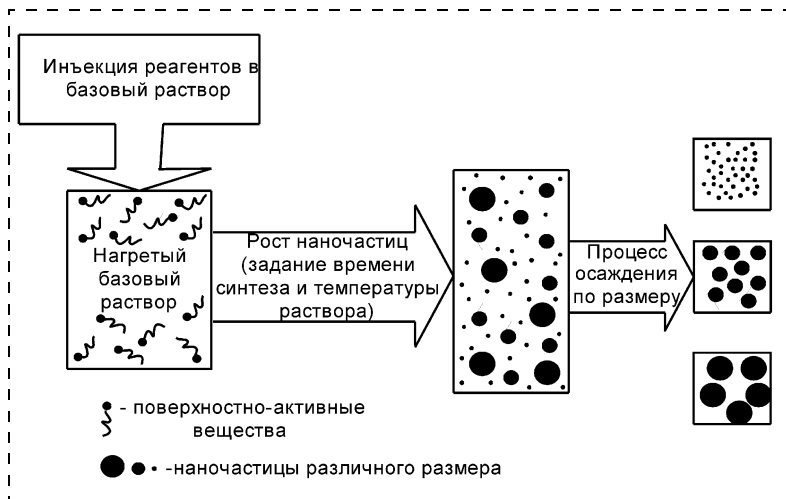 Инъекция реагентов в
базовый раствор
Нагретый
базовый
раствор
Рост наночастиц
(задание времени
синтеза и температуры
раствора)
Процесс
осаждения
по размеру
- поверхностно-активные
вещества
-наночастицы различного размера